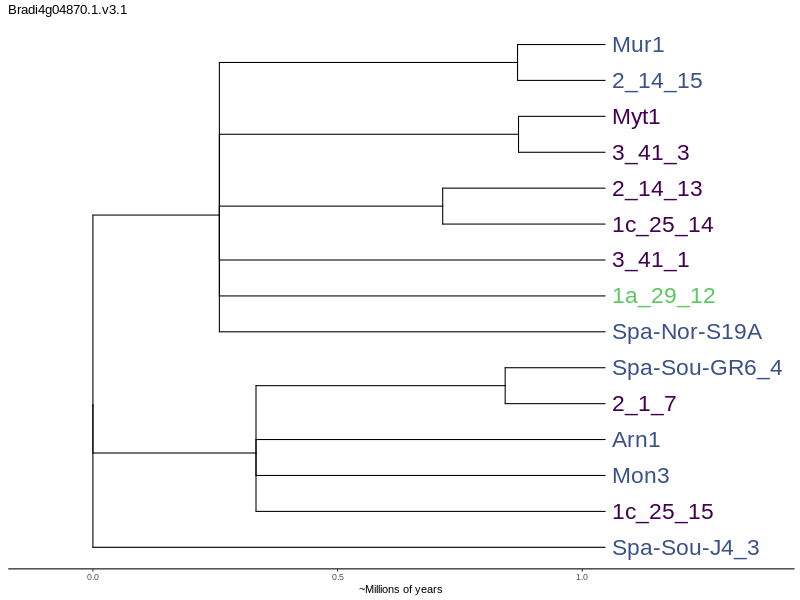 Bradi4g04870.1.v3.1
Mur1
2_14_15
Myt1
3_41_3
2_14_13
1c_25_14
3_41_1
1a_29_12
Spa-Nor-S19A
Spa-Sou-GR6_4
2_1_7
Arn1
Mon3
1c_25_15
Spa-Sou-J4_3
0.0 0.5 1.0
~Millions of years